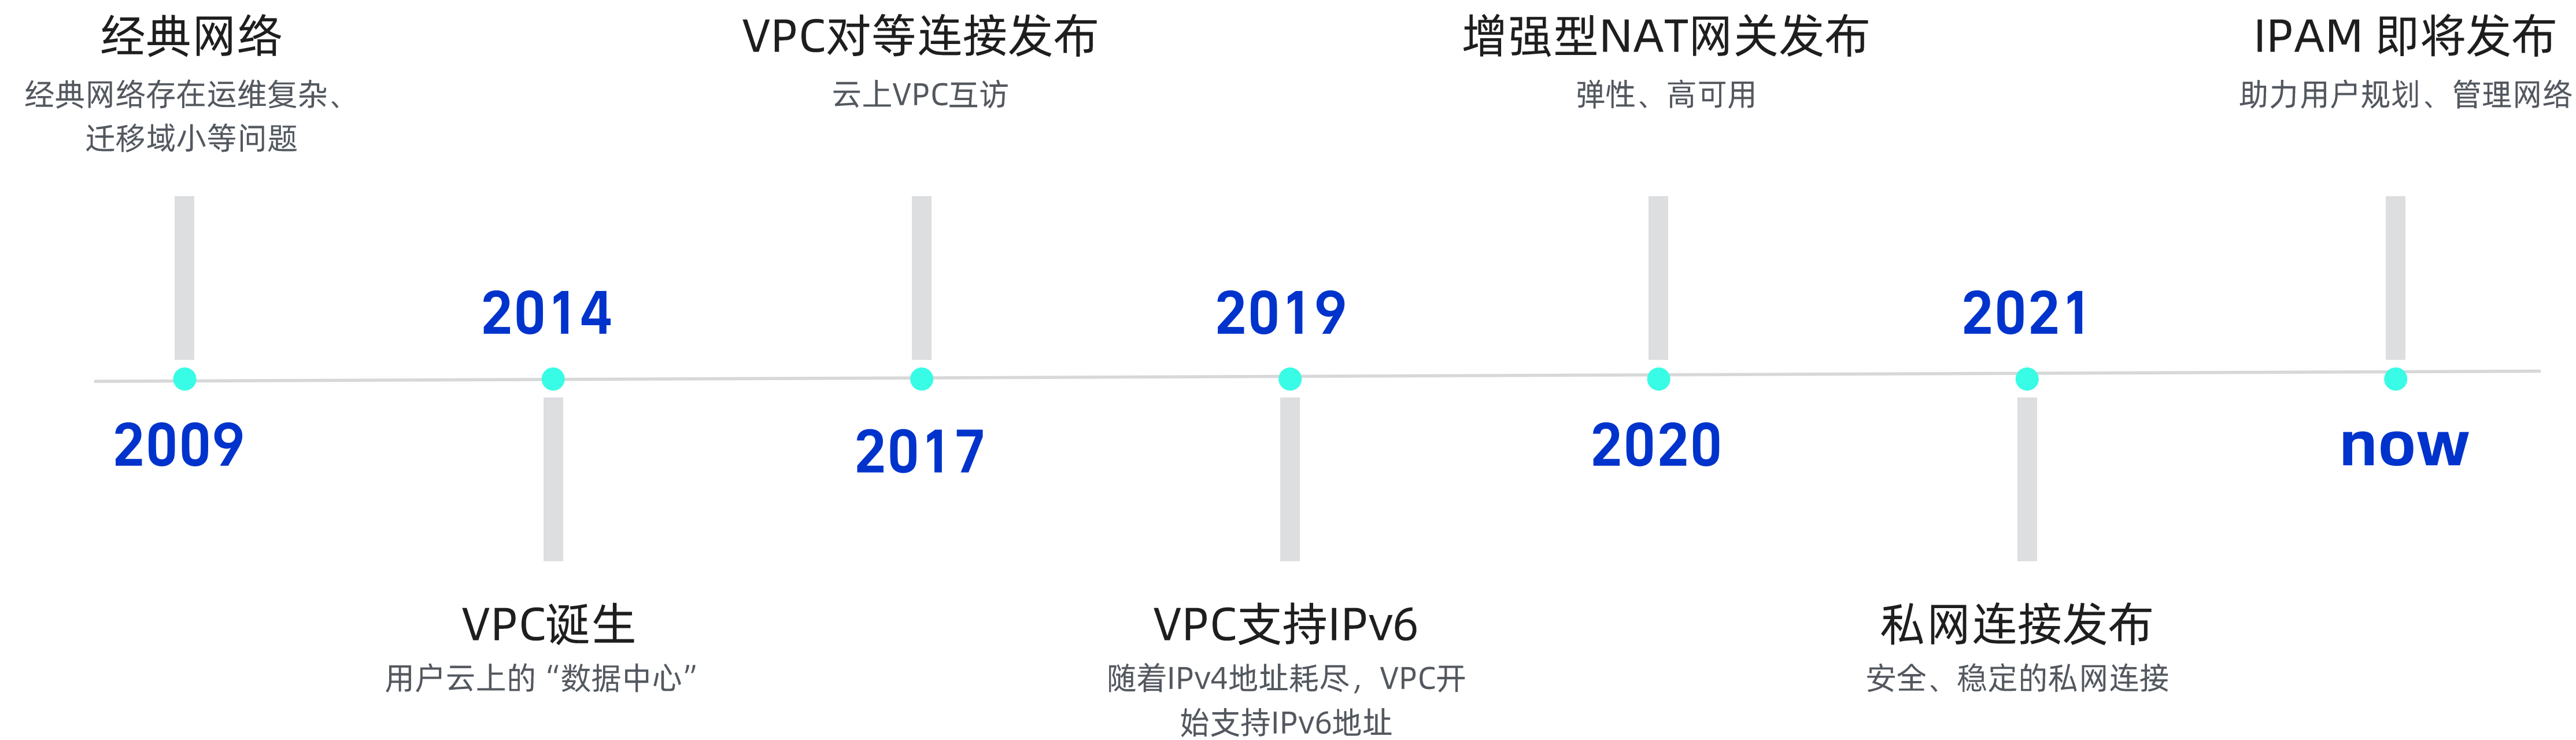 经典网络
经典网络存在运维复杂、
迁移域小等问题
2009
2014
VPC诞生
用户云上的 “数据中心”
VPC对等连接发布
云上VPC互访
2017
2019
VPC支持IPv6
随着IPv4地址耗尽，VPC开
始支持IPv6地址
增强型NAT网关发布
弹性、高可用
2020
2021
私网连接发布
安全、稳定的私网连接
IPAM 即将发布
助力用户规划、管理网络
now